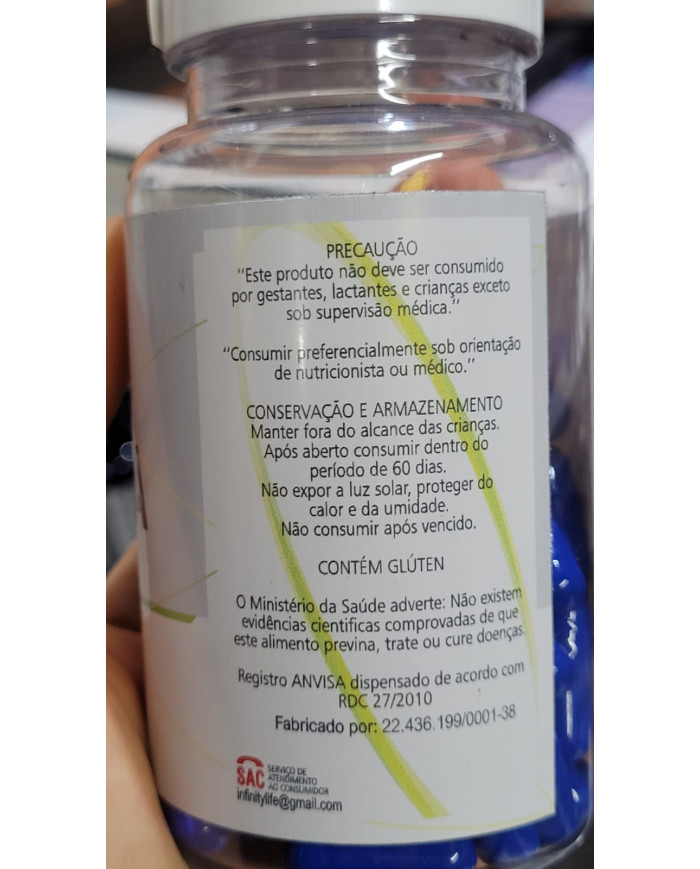 PRECAUÇÃO
“Este produto não deve ser consumido
por gestantes, lactantes e crianças exceto
sob supervisão médica.”
“Consumir preferencialmente sob orientação
de nutricionista ou médico.”
CONSERVAÇÃO E ARMAZENAMENTO
Manter fora do alcance das crianças.
Após aberto consumir dentro do
período de 60 dias.
Não expor a luz solar, proteger do
calor e da umidade.
Não consumir após vencido.
CONTÉM GLÚTEN
O Ministério da Saúde adverte: Não existem
evidências cientificas comprovadas de que
este alimento previna, trate ou cure doenças.
Registro ANVISA dispensado de acordo com
RDC 27/2010
Fabricado por: 22.436.199/0001-38
SAC
SERVIÇO DE
ATENDIMENTO
AO CONSUMIDOR
infinitylife@gmail.com